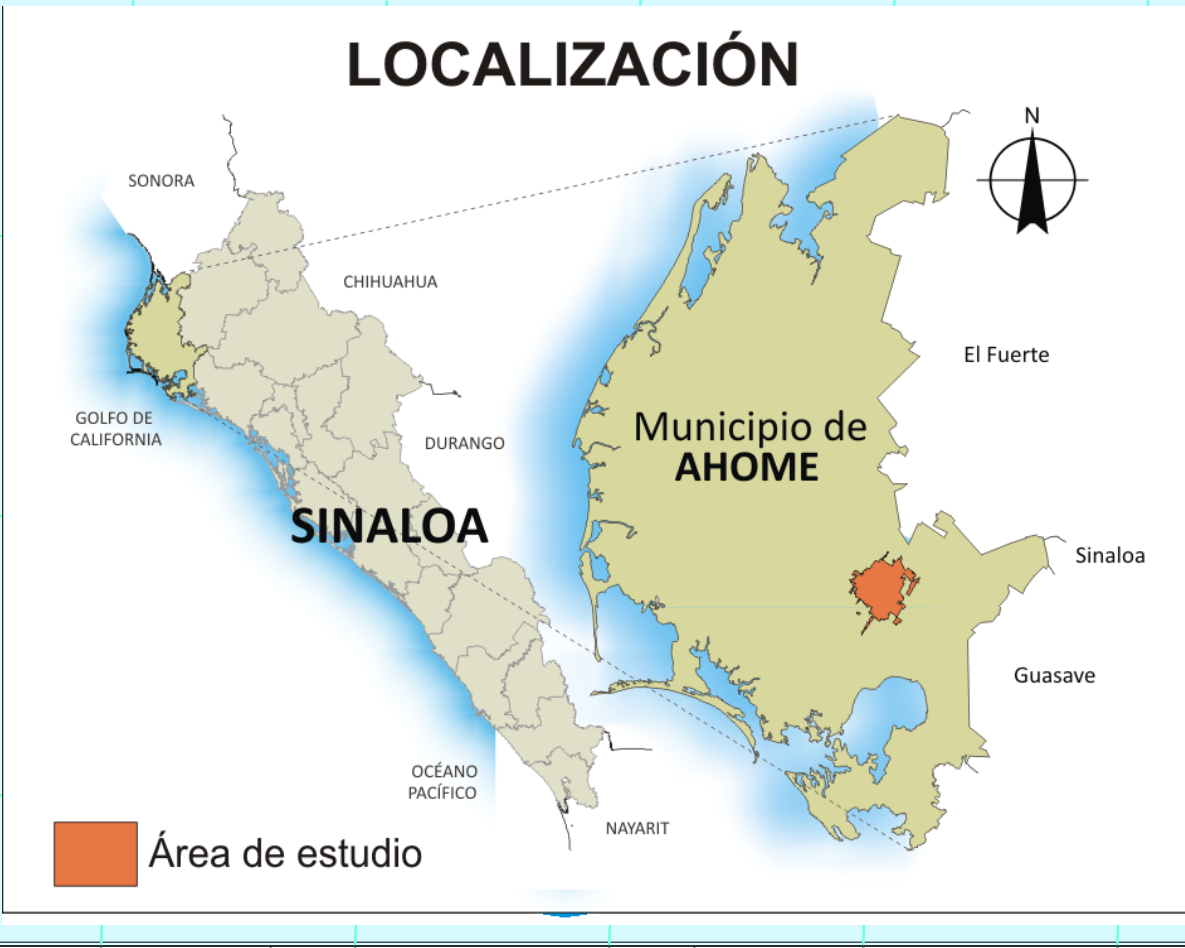 LOCALIZACIÓN
N
SONORA
CHIHUAHUA
El Fuerte
GOLFO DE
CALIFORNIA
DURANGO
Municipio de
AHOME
SINALOA
Sinaloa
Guasave
OCÉANO
PACÍFICO
NAYARIT
Área de estudio